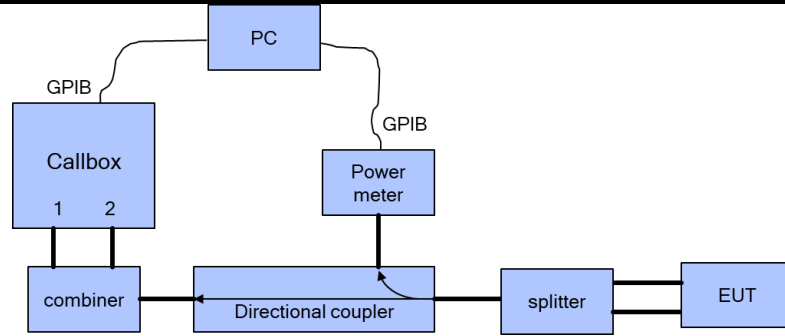 PC
GPIB
GPIB
Callbox
1 2
Power
meter
combiner
Directional coupler
splitter
EUT